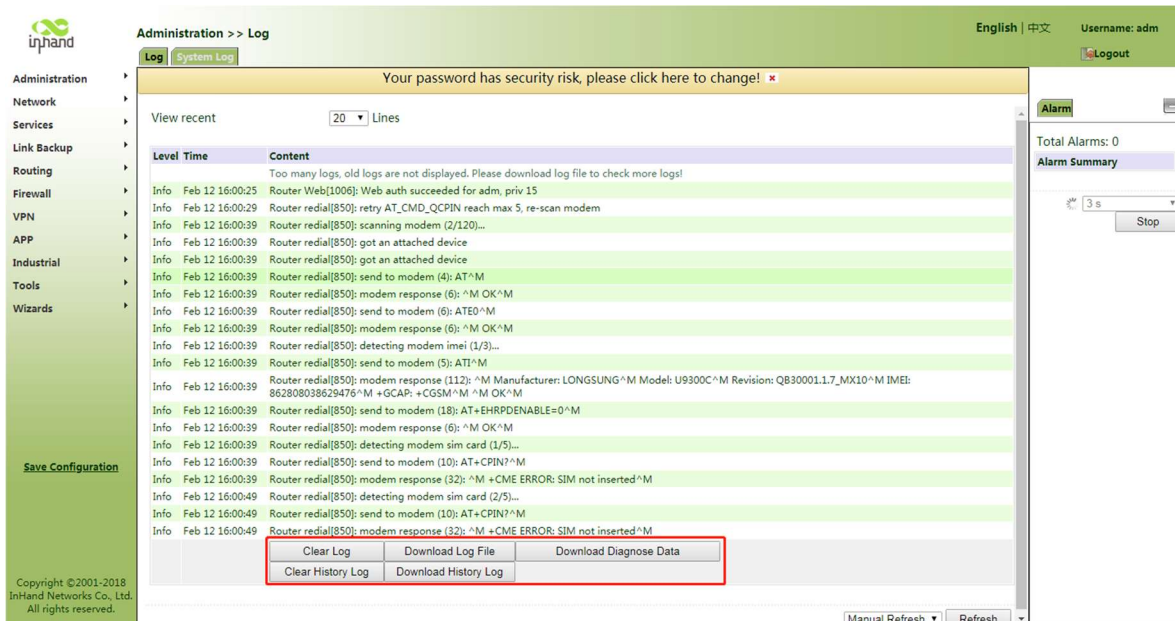 inhand
Administration >> Log
English | 中文
Username: adm
Logout
Log
System Log
Your password has security risk, please click here to change!
Administration
Network
Services
Link Backup
Routing
Firewall
VPN
APP
Industrial
Tools
Wizards
Save Configuration
Copyright ©2001-2018
InHand Networks Co., Ltd.
All rights reserved.
View recent 20 Lines
Level Time Content
Too many logs, old logs are not displayed. Please download log file to check more logs!
Info Feb 12 16:00:25 Router Web[1006]: Web auth succeeded for adm, priv 15
Info Feb 12 16:00:29 Router redial[850]: retry AT_CMD_QCPIN reach max 5, re-scan modem
Info Feb 12 16:00:39 Router redial[850]: scanning modem (2/120)...
Info Feb 12 16:00:39 Router redial[850]: got an attached device
Info Feb 12 16:00:39 Router redial[850]: got an attached device
Info Feb 12 16:00:39 Router redial[850]: send to modem (4): AT^M
Info Feb 12 16:00:39 Router redial[850]: modem response (6): ^M OK^M
Info Feb 12 16:00:39 Router redial[850]: send to modem (6): ATE0^M
Info Feb 12 16:00:39 Router redial[850]: modem response (6): ^M OK^M
Info Feb 12 16:00:39 Router redial[850]: detecting modem imei (1/3)...
Info Feb 12 16:00:39 Router redial[850]: send to modem (5): ATI^M
Info Feb 12 16:00:39 Router redial[850]: modem response (112): ^M Manufacturer: LONGSUNG^M Model: U9300C^M Revision: QB30001.1.7_MX10^M IMEI:
862808038629476^M +GCAP: +CGSM^M ^M OK^M
Info Feb 12 16:00:39 Router redial[850]: send to modem (18): AT+EHRPDENABLE=0^M
Info Feb 12 16:00:39 Router redial[850]: modem response (6): ^M OK^M
Info Feb 12 16:00:39 Router redial[850]: detecting modem sim card (1/5)...
Info Feb 12 16:00:39 Router redial[850]: send to modem (10): AT+CPIN?^M
Info Feb 12 16:00:39 Router redial[850]: modem response (32): ^M +CME ERROR: SIM not inserted^M
Info Feb 12 16:00:49 Router redial[850]: detecting modem sim card (2/5)...
Info Feb 12 16:00:49 Router redial[850]: send to modem (10): AT+CPIN?^M
Info Feb 12 16:00:49 Router redial[850]: modem response (32): ^M +CME ERROR: SIM not inserted^M
Clear Log Download Log File Download Diagnose Data
Clear History Log Download History Log
Manual Refresh Refresh
Alarm
Total Alarms: 0
Alarm Summary
3 s
Stop